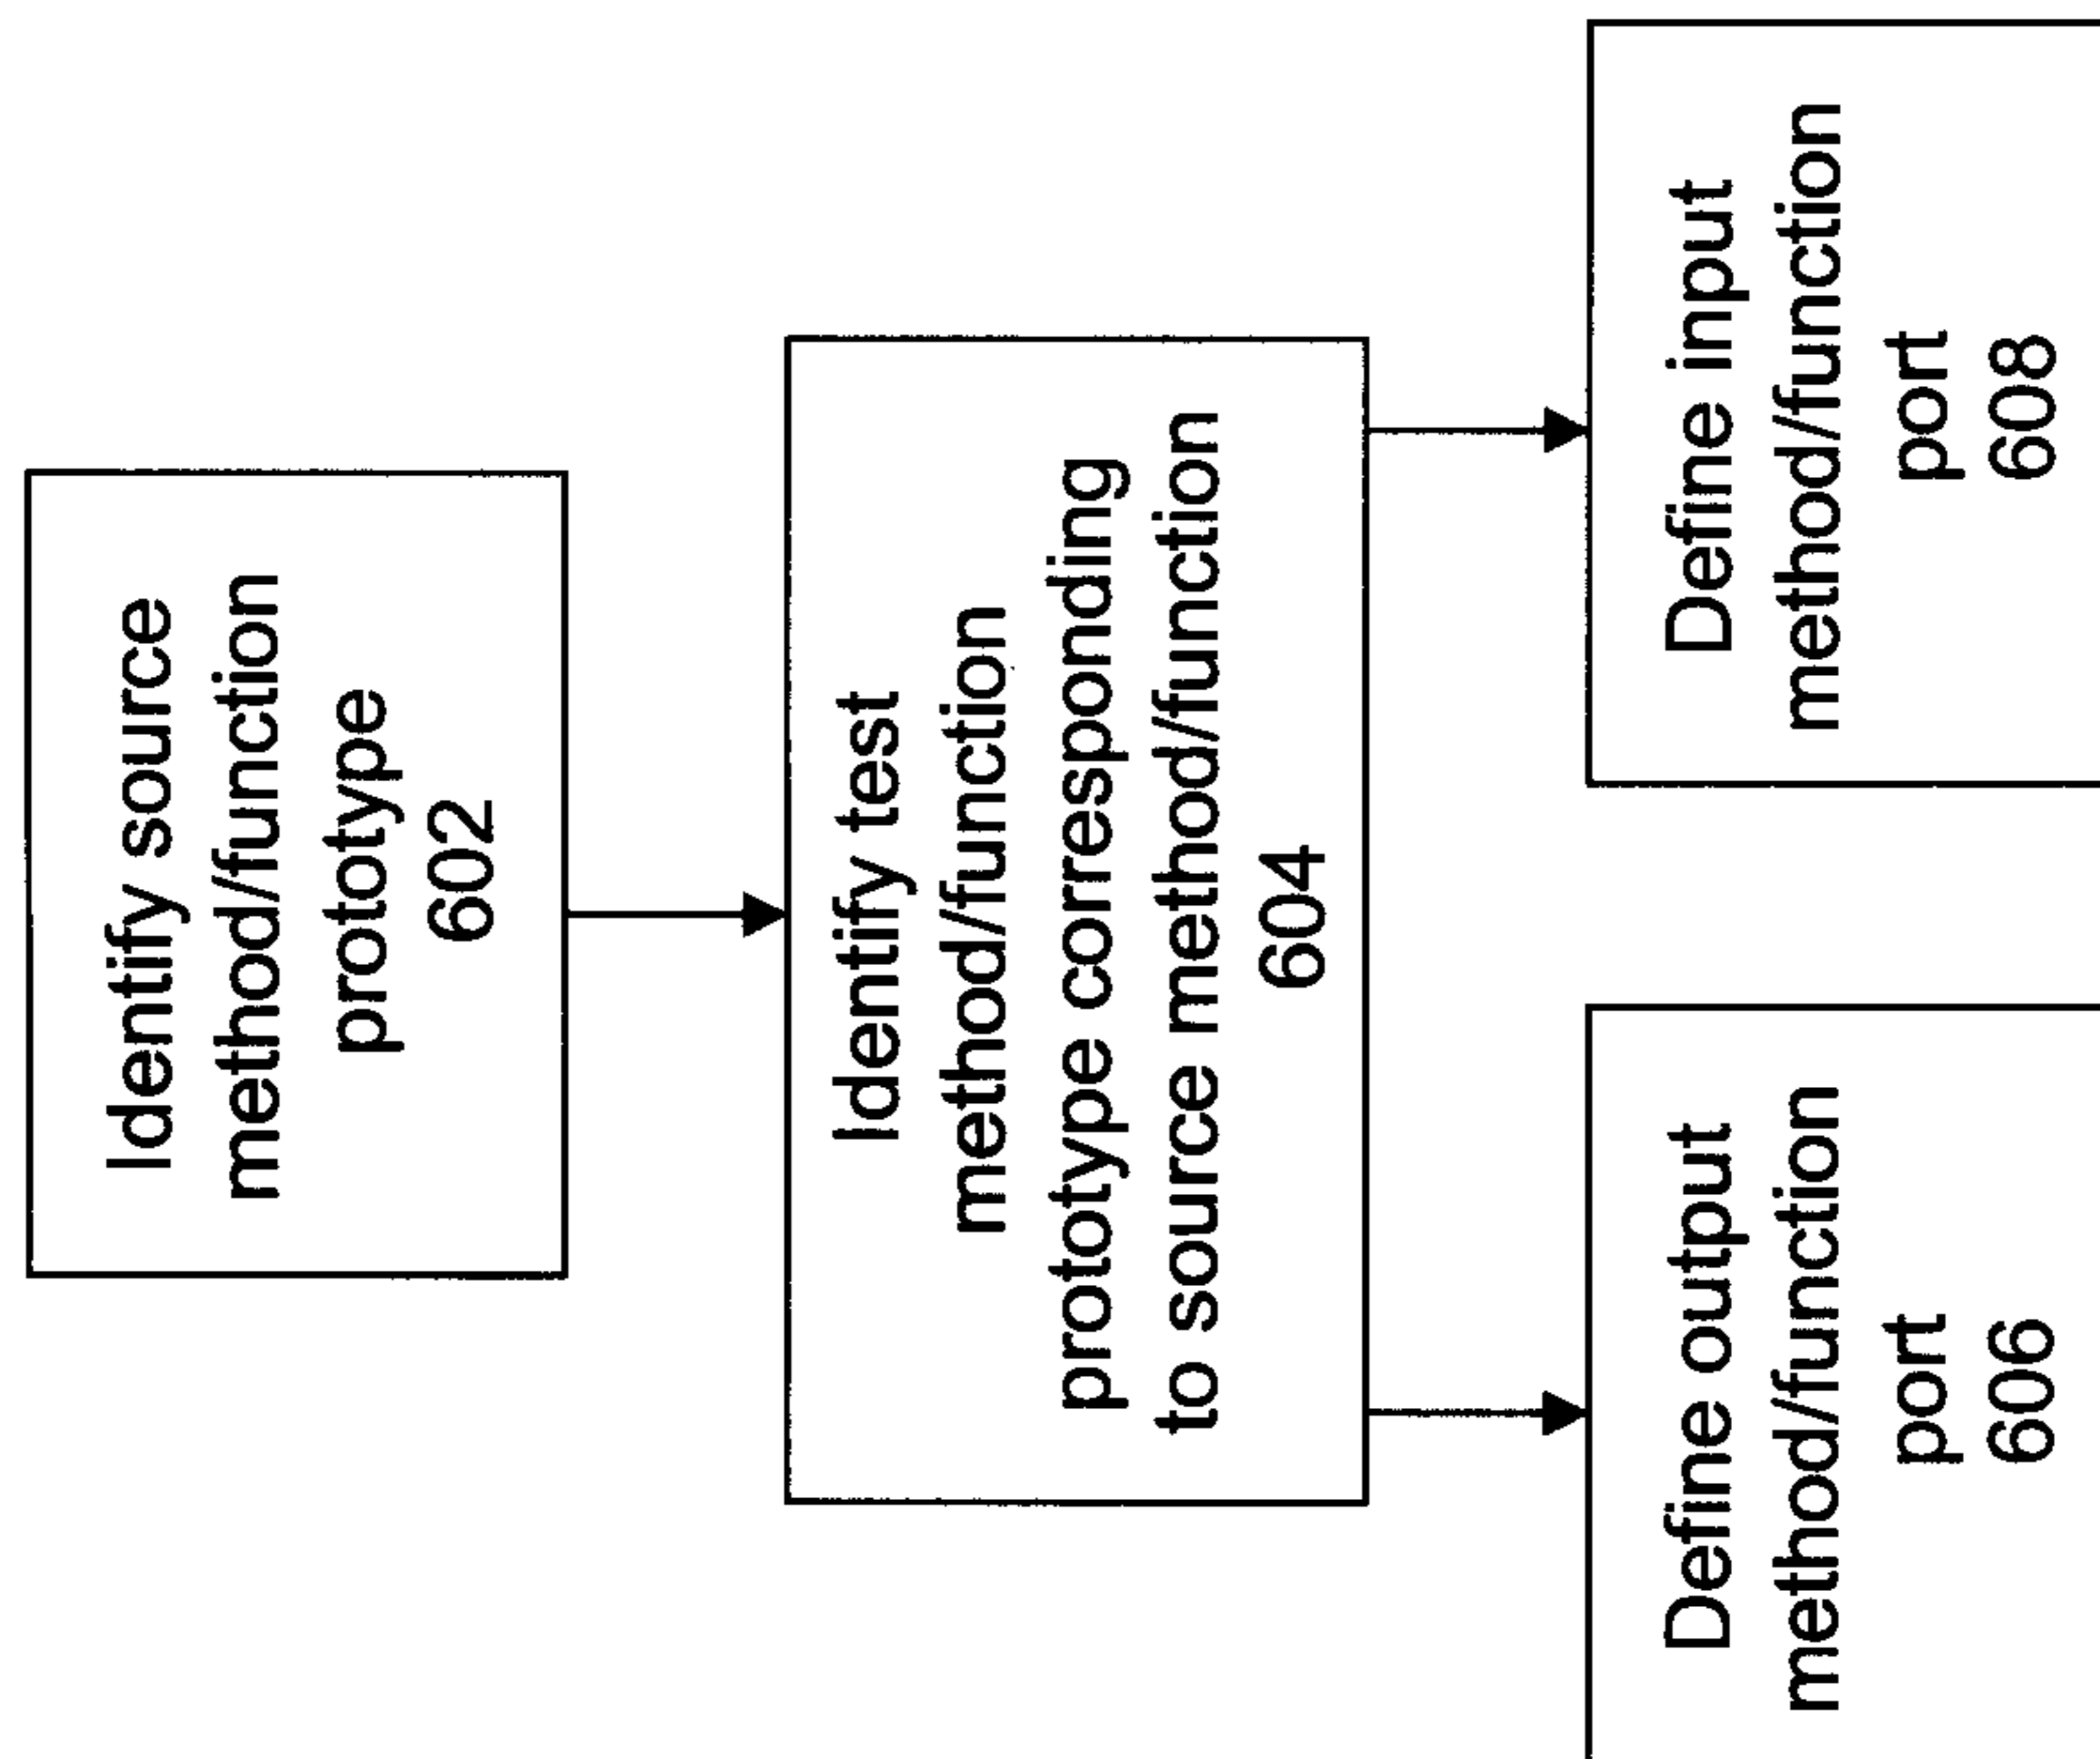 Identify source
method/function
prototype
602
Identify test
method/function
prototype corresponding
to source method/function
604
Define output
method/function
port
606
Define input
method/function
port
608